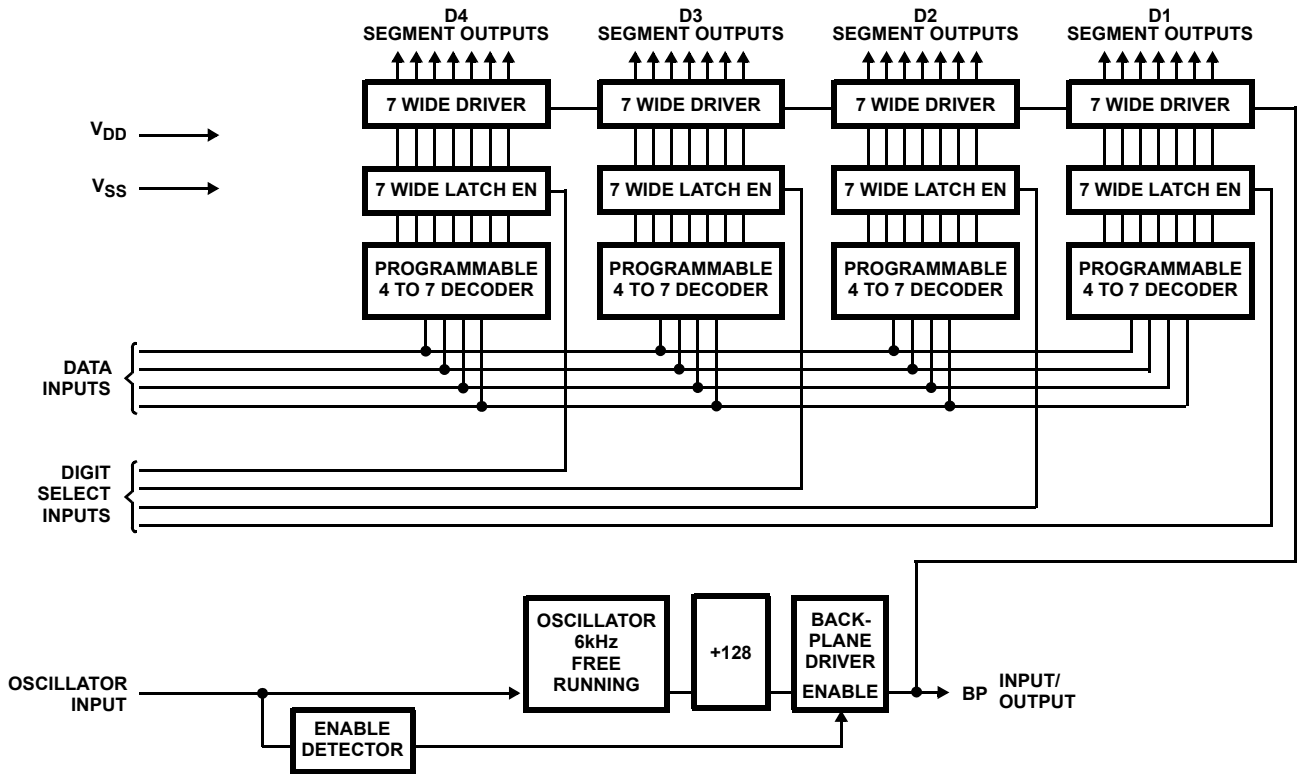 D4
SEGMENT OUTPUTS
D3
SEGMENT OUTPUTS
D2
SEGMENT OUTPUTS
D1
SEGMENT OUTPUTS
7 WIDE DRIVER
7 WIDE DRIVER
7 WIDE DRIVER
7 WIDE DRIVER
VDD
VSS
7 WIDE LATCH EN
7 WIDE LATCH EN
7 WIDE LATCH EN
7 WIDE LATCH EN
PROGRAMMABLE
4 TO 7 DECODER
PROGRAMMABLE
4 TO 7 DECODER
PROGRAMMABLE
4 TO 7 DECODER
PROGRAMMABLE
4 TO 7 DECODER
DATA
INPUTS
DIGIT
SELECT
INPUTS
OSCILLATOR
INPUT
ENABLE
DETECTOR
OSCILLATOR
6kHz
FREE
RUNNING
+128
BACK-
PLANE
DRIVER
ENABLE
BP
INPUT/
OUTPUT